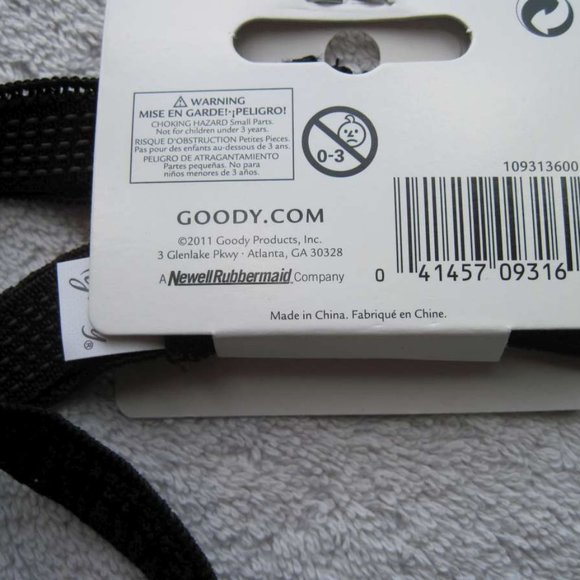 ⚠ WARNING
MISE EN GARDE!·¡PELIGRO!
CHOKING HAZARD Small Parts.
Not for children under 3 years.
RISQUE D'OBSTRUCTION Petites Pieces.
Pas pour des enfants au-dessous de 3 ans.
PELIGRO DE ATRAGANTAMIENTO
Partes pequeñas. No para
niños menores de 3 años.
0-3
109313600
GOODY.COM
©2011 Goody Products, Inc.
3 Glenlake Pkwy · Atlanta, GA 30328
A NewellRubbermaid Company
0 41457 09316
Made in China. Fabriqué en Chine.